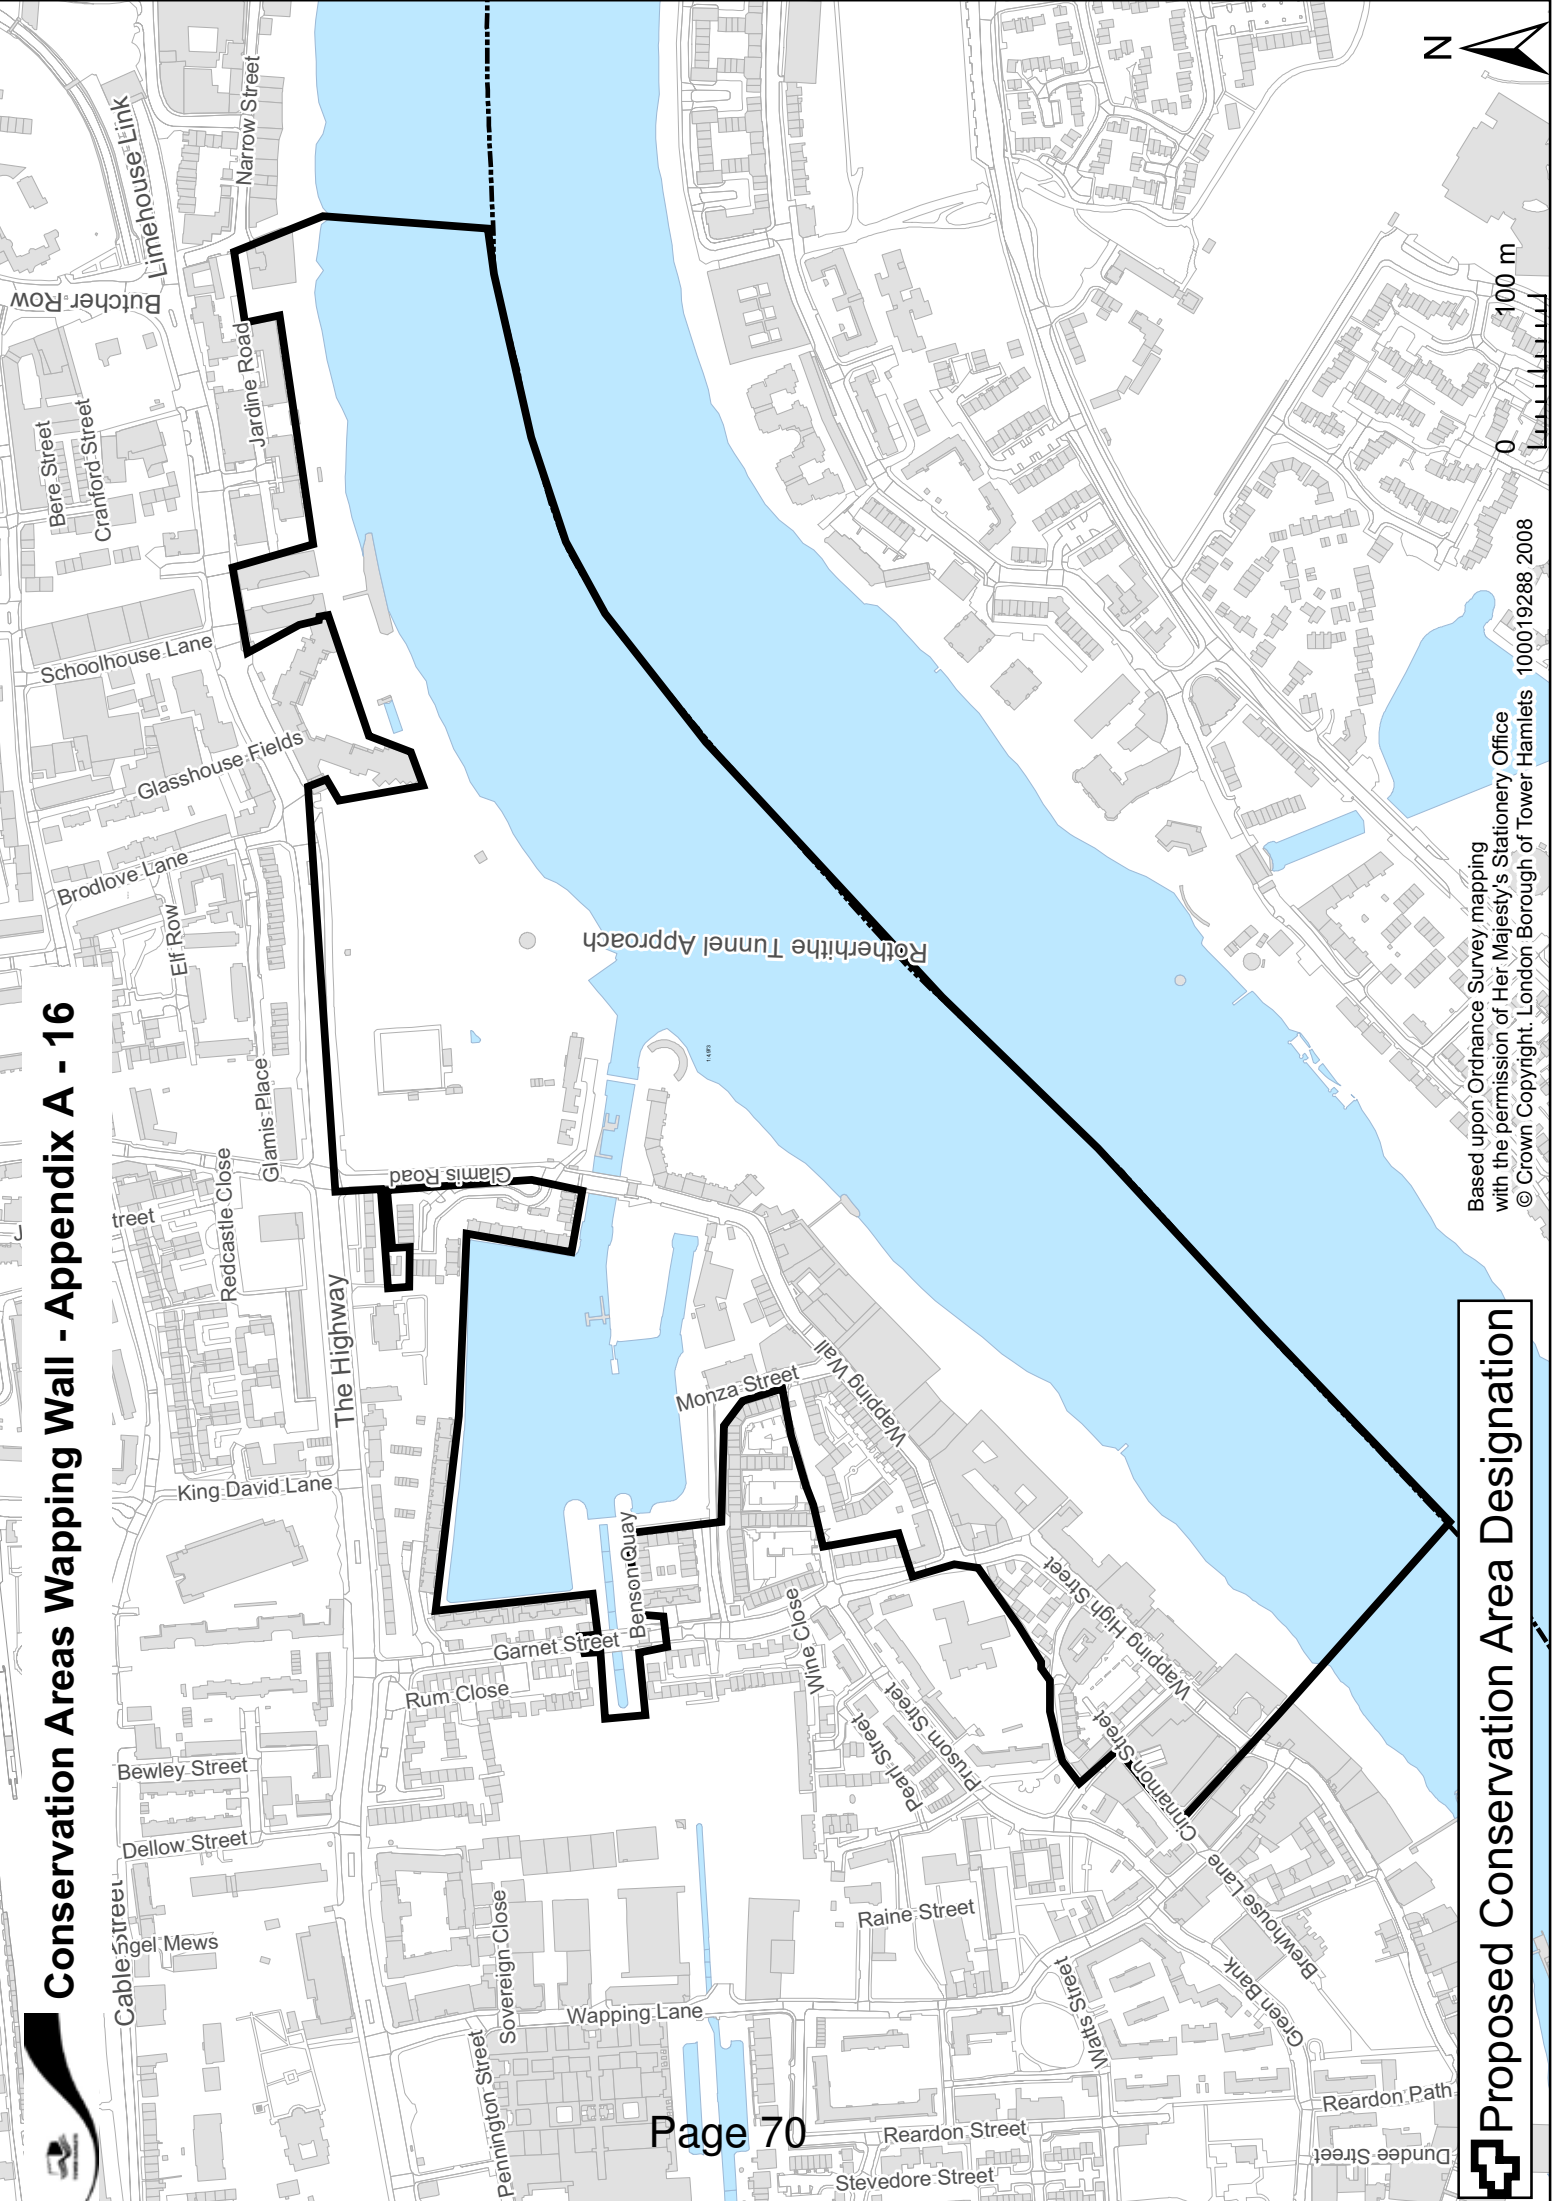 Conservation Areas Wapping Wall - Appendix A - 16
Butcher Row
Limehouse Link
Narrow Street
Bere Street
Cranford Street
Jardine Road
Schoolhouse Lane
Glasshouse Fields
Brodlove Lane
Elf Row
Glamis Place
Redcastle Close
treet
Glamis Road
The Highway
King David Lane
Rotherhithe Tunnel Approach
Monza Street
Wapping Wall
Benson Quay
Garnet Street
Rum Close
Wine Close
Pearl Street
Prusom Street
Wapping High Street
Cinnamon Street
Bewley Street
Dellow Street
Cable Street
ngel Mews
Sovereign Close
Pennington Street
Wapping Lane
Raine Street
Watts Street
Green Bank
Brewhouse Lane
Reardon Street
Stevedore Street
Reardon Path
Dundee Street
N
0 100 m
Based upon Ordnance Survey mapping
with the permission of Her Majesty's Stationery Office
© Crown Copyright. London Borough of Tower Hamlets 100019288 2008
Proposed Conservation Area Designation
Page 70